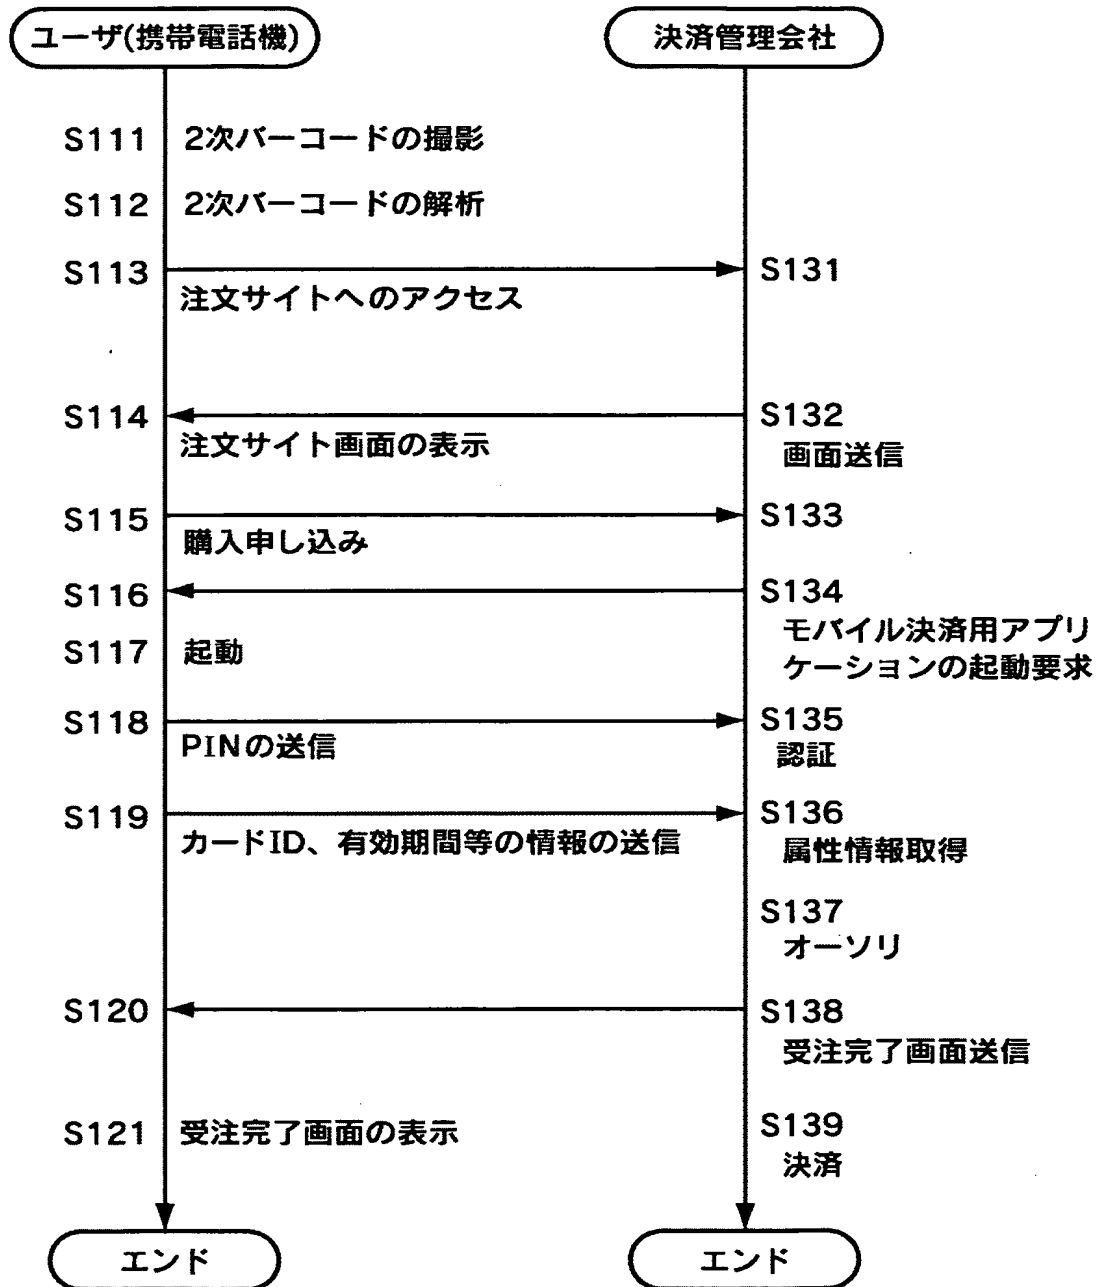 ユーザ(携帯電話機)
決済管理会社
S111 2次バーコードの撮影
S112 2次バーコードの解析
S113
S131
注文サイトへのアクセス
S114
S132
注文サイト画面の表示
画面送信
S115
S133
購入申し込み
S116
S134
モバイル決済用アプリ
ケーションの起動要求
S117 起動
S118
S135
PINの送信
認証
S119
S136
カードID、有効期間等の情報の送信
属性情報取得
S137
オーソリ
S120
S138
受注完了画面送信
S121 受注完了画面の表示
S139
決済
エンド
エンド